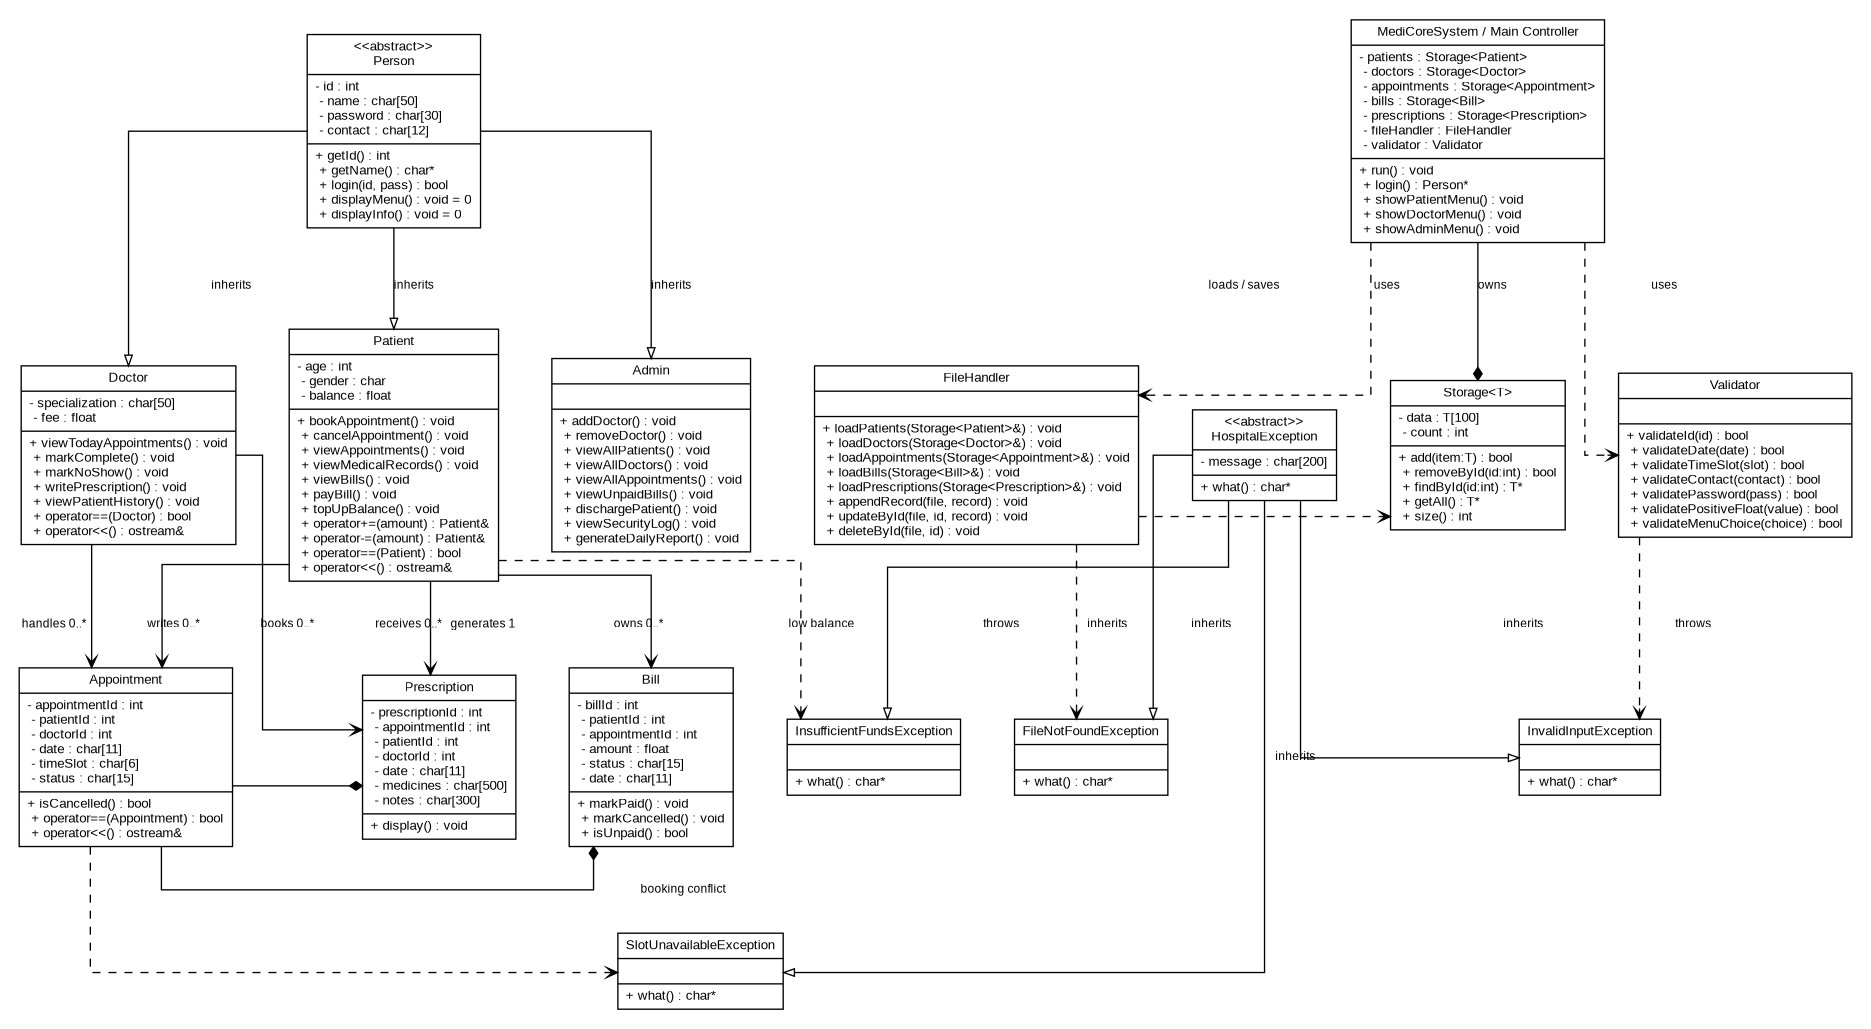 <<abstract>>
Person
- id : int
- name : char[50]
- password : char[30]
- contact : char[12]
+ getId() : int
+ getName() : char*
+ login(id, pass) : bool
+ displayMenu() : void = 0
+ displayInfo() : void = 0
MediCoreSystem / Main Controller
- patients : Storage<Patient>
- doctors : Storage<Doctor>
- appointments : Storage<Appointment>
- bills : Storage<Bill>
- prescriptions : Storage<Prescription>
- fileHandler : FileHandler
- validator : Validator
+ run() : void
+ login() : Person*
+ showPatientMenu() : void
+ showDoctorMenu() : void
+ showAdminMenu() : void
inherits
inherits
inherits
loads / saves
uses
owns
uses
Doctor
- specialization : char[50]
- fee : float
+ viewTodayAppointments() : void
+ markComplete() : void
+ markNoShow() : void
+ writePrescription() : void
+ viewPatientHistory() : void
+ operator==(Doctor) : bool
+ operator<<() : ostream&
Patient
- age : int
- gender : char
- balance : float
+ bookAppointment() : void
+ cancelAppointment() : void
+ viewAppointments() : void
+ viewMedicalRecords() : void
+ viewBills() : void
+ payBill() : void
+ topUpBalance() : void
+ operator+=(amount) : Patient&
+ operator-=(amount) : Patient&
+ operator==(Patient) : bool
+ operator<<() : ostream&
Admin
+ addDoctor() : void
+ removeDoctor() : void
+ viewAllPatients() : void
+ viewAllDoctors() : void
+ viewAllAppointments() : void
+ viewUnpaidBills() : void
+ dischargePatient() : void
+ viewSecurityLog() : void
+ generateDailyReport() : void
FileHandler
+ loadPatients(Storage<Patient>&) : void
+ loadDoctors(Storage<Doctor>&) : void
+ loadAppointments(Storage<Appointment>&) : void
+ loadBills(Storage<Bill>&) : void
+ loadPrescriptions(Storage<Prescription>&) : void
+ appendRecord(file, record) : void
+ updateById(file, id, record) : void
+ deleteById(file, id) : void
<<abstract>>
HospitalException
- message : char[200]
+ what() : char*
Storage<T>
- data : T[100]
- count : int
+ add(item:T) : bool
+ removeById(id:int) : bool
+ findById(id:int) : T*
+ getAll() : T*
+ size() : int
Validator
+ validateId(id) : bool
+ validateDate(date) : bool
+ validateTimeSlot(slot) : bool
+ validateContact(contact) : bool
+ validatePassword(pass) : bool
+ validatePositiveFloat(value) : bool
+ validateMenuChoice(choice) : bool
handles 0..*
writes 0..*
books 0..*
receives 0..*
generates 1
owns 0..*
low balance
throws
inherits
inherits
inherits
throws
Appointment
- appointmentId : int
- patientId : int
- doctorId : int
- date : char[11]
- timeSlot : char[6]
- status : char[15]
+ isCancelled() : bool
+ operator==(Appointment) : bool
+ operator<<() : ostream&
Prescription
- prescriptionId : int
- appointmentId : int
- patientId : int
- doctorId : int
- date : char[11]
- medicines : char[500]
- notes : char[300]
+ display() : void
Bill
- billId : int
- patientId : int
- appointmentId : int
- amount : float
- status : char[15]
- date : char[11]
+ markPaid() : void
+ markCancelled() : void
+ isUnpaid() : bool
InsufficientFundsException
+ what() : char*
FileNotFoundException
+ what() : char*
inherits
InvalidInputException
+ what() : char*
booking conflict
SlotUnavailableException
+ what() : char*